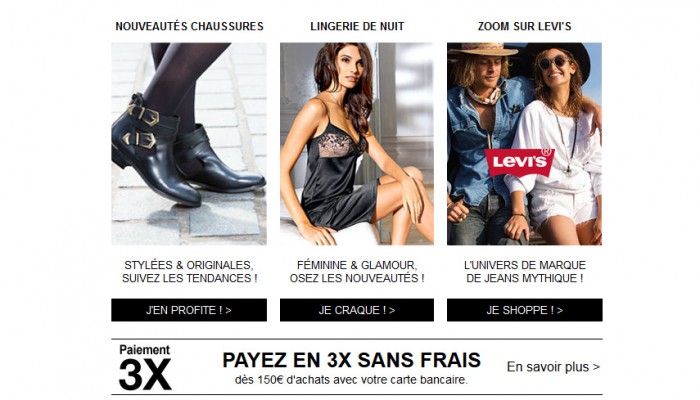 NOUVEAUTÉS CHAUSSURES
LINGERIE DE NUIT
ZOOM SUR LEVI'S
LEVI'S®
STYLÉES & ORIGINALES,
SUIVEZ LES TENDANCES !
FÉMININE & GLAMOUR,
OSEZ LES NOUVEAUTÉS !
L'UNIVERS DE MARQUE
DE JEANS MYTHIQUE !
J'EN PROFITE ! >
JE CRAQUE ! >
JE SHOPPE ! >
Paiement
3X
PAYEZ EN 3X SANS FRAIS
dès 150€ d'achats avec votre carte bancaire.
En savoir plus >